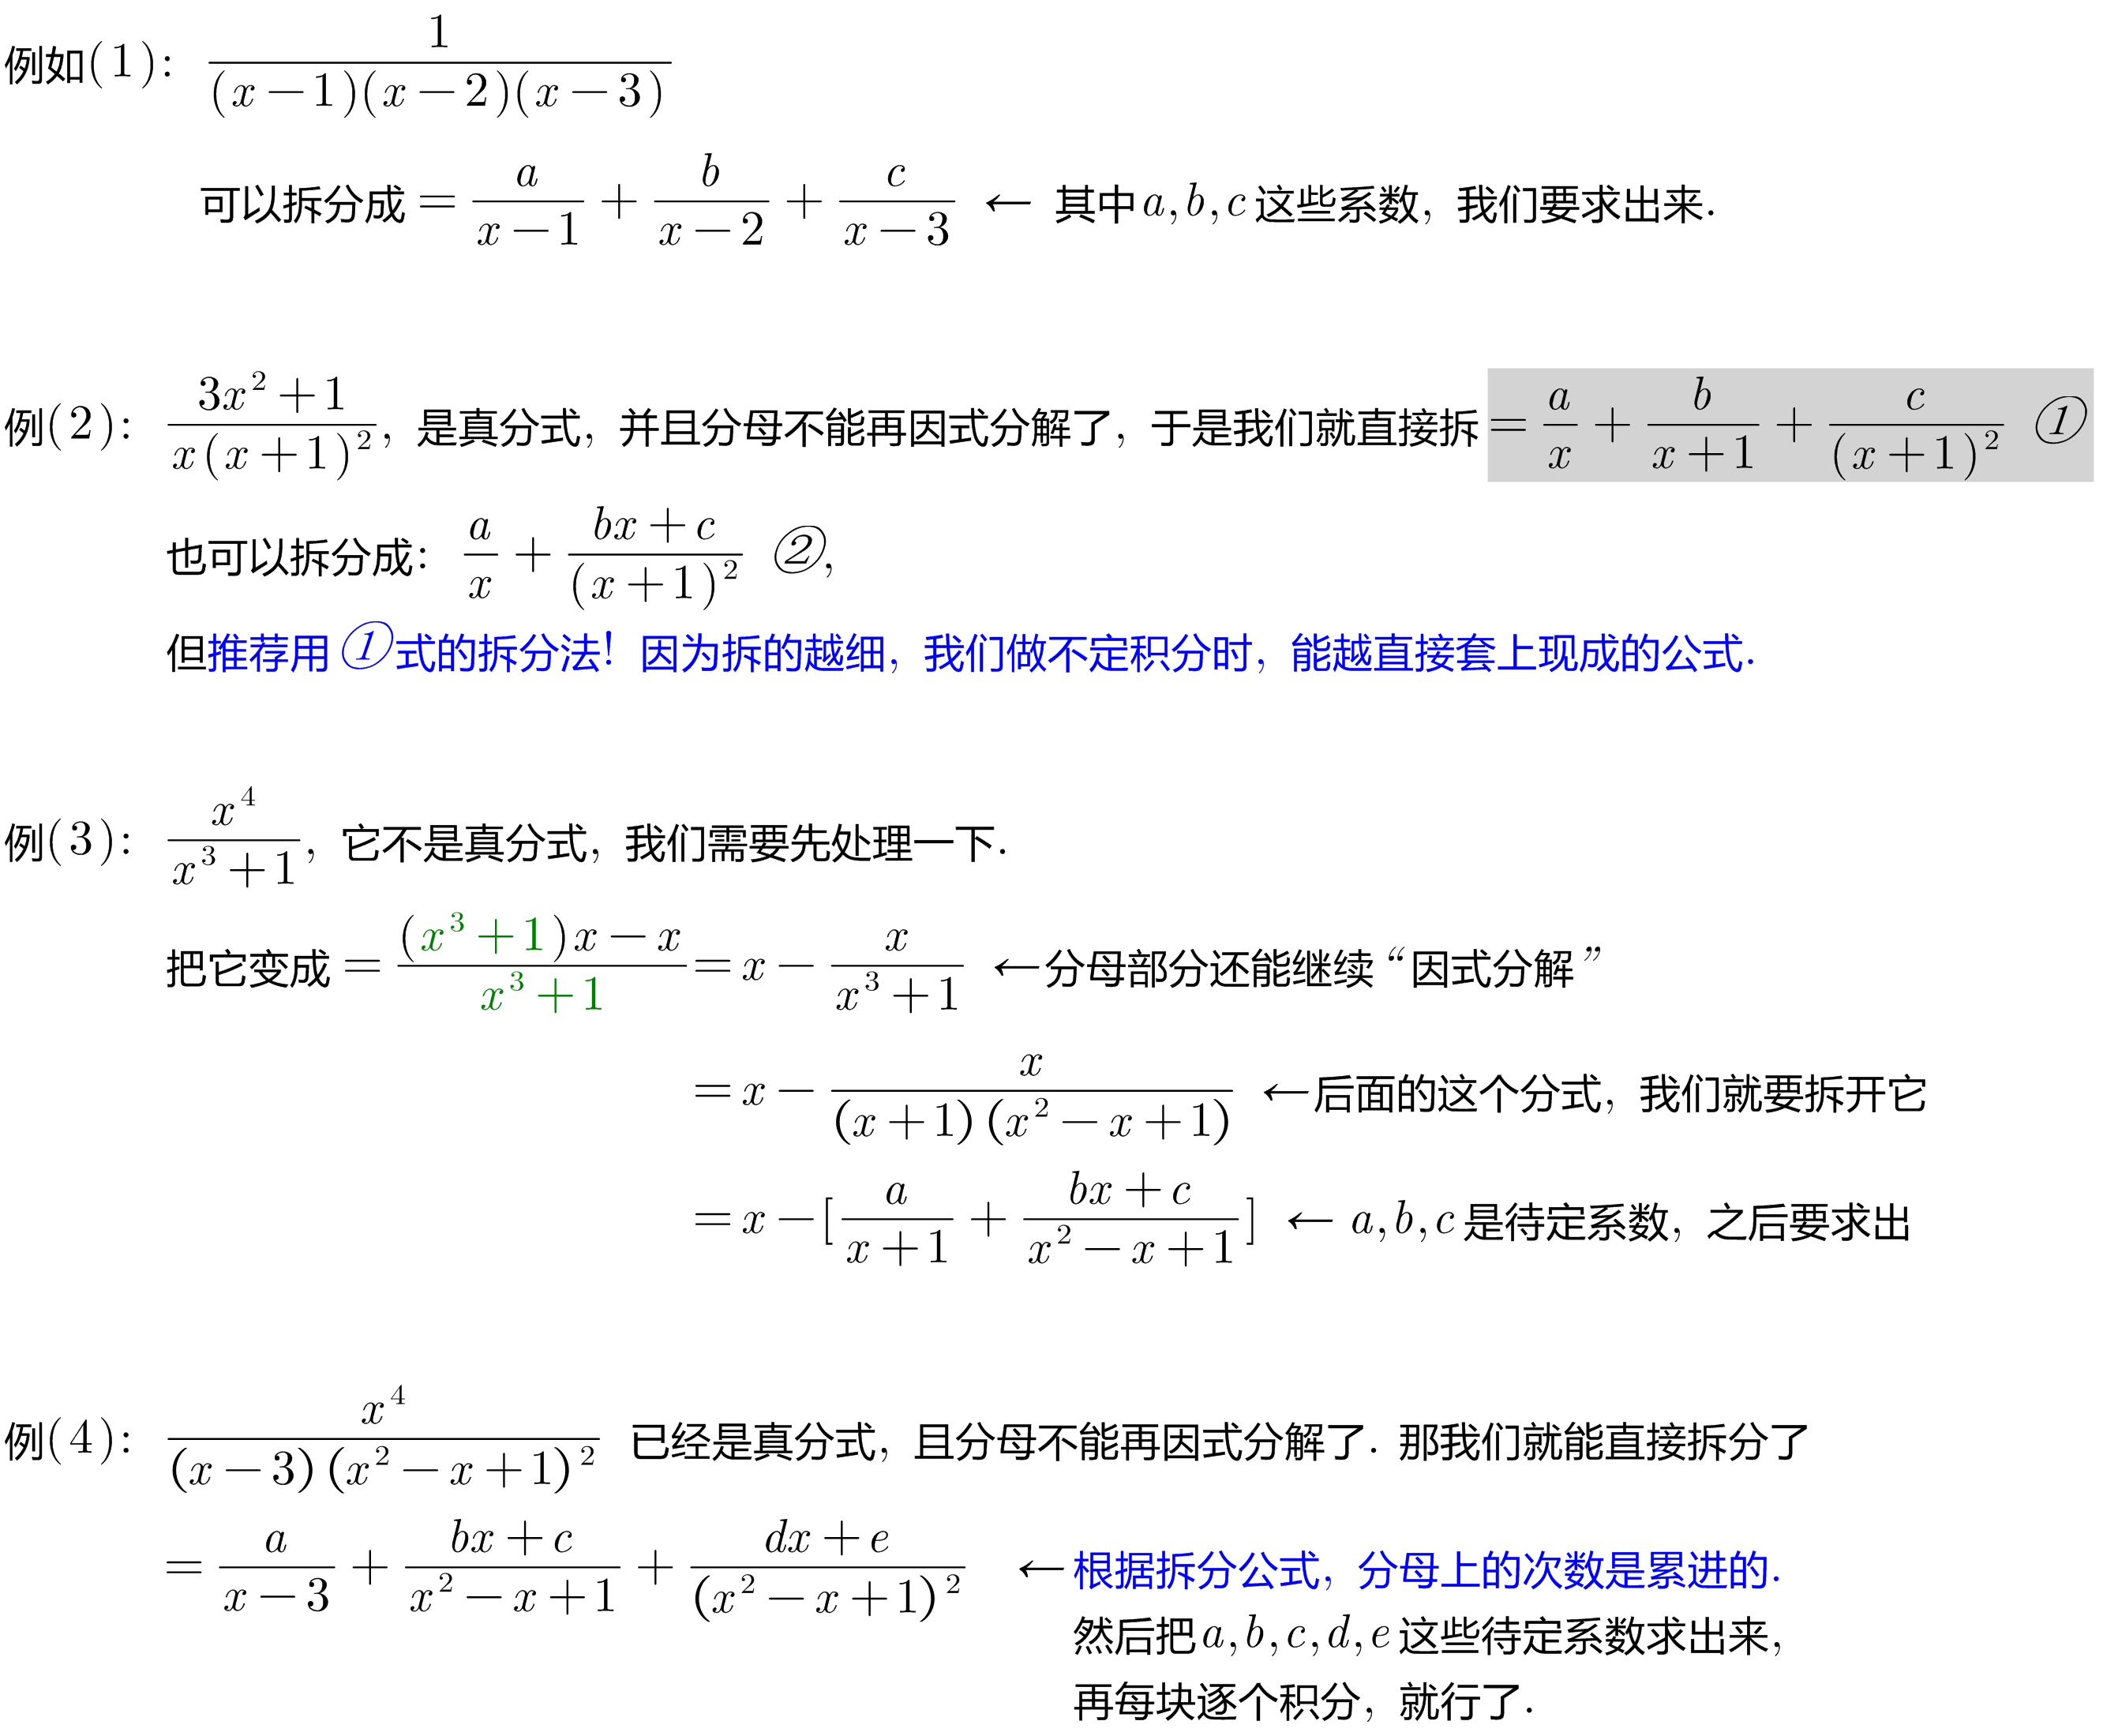 例如(1): $\frac{1}{(x-1)(x-2)(x-3)}$
可以拆分成 $=\frac{a}{x-1}+\frac{b}{x-2}+\frac{c}{x-3}$ ← 其中$a,b,c$这些系数, 我们要求出来.
例(2): $\frac{3x^2+1}{x(x+1)^2}$, 是真分式, 并且分母不能再因式分解了, 于是我们就直接拆$=\frac{a}{x}+\frac{b}{x+1}+\frac{c}{(x+1)^2}$ ①
也可以拆分成: $\frac{a}{x}+\frac{bx+c}{(x+1)^2}$ ②,
但推荐用①式的拆分法! 因为拆的越细, 我们做不定积分时, 能越直接套上现成的公式.
例(3): $\frac{x^4}{x^3+1}$, 它不是真分式, 我们需要先处理一下.
把它变成 $=\frac{(x^3+1)x-x}{x^3+1}=x-\frac{x}{x^3+1}$ ←分母部分还能继续“因式分解”
$=x-\frac{x}{(x+1)(x^2-x+1)}$ ←后面的这个分式, 我们就要拆开它
$=x-[\frac{a}{x+1}+\frac{bx+c}{x^2-x+1}]$ ← $a,b,c$是待定系数, 之后要求出
例(4): $\frac{x^4}{(x-3)(x^2-x+1)^2}$ 已经是真分式, 且分母不能再因式分解了. 那我们就能直接拆分了
$=\frac{a}{x-3}+\frac{bx+c}{x^2-x+1}+\frac{dx+e}{(x^2-x+1)^2}$ ←根据拆分公式, 分母上的次数是累进的.
然后把$a,b,c,d,e$这些待定系数求出来,
再每块逐个积分, 就行了.